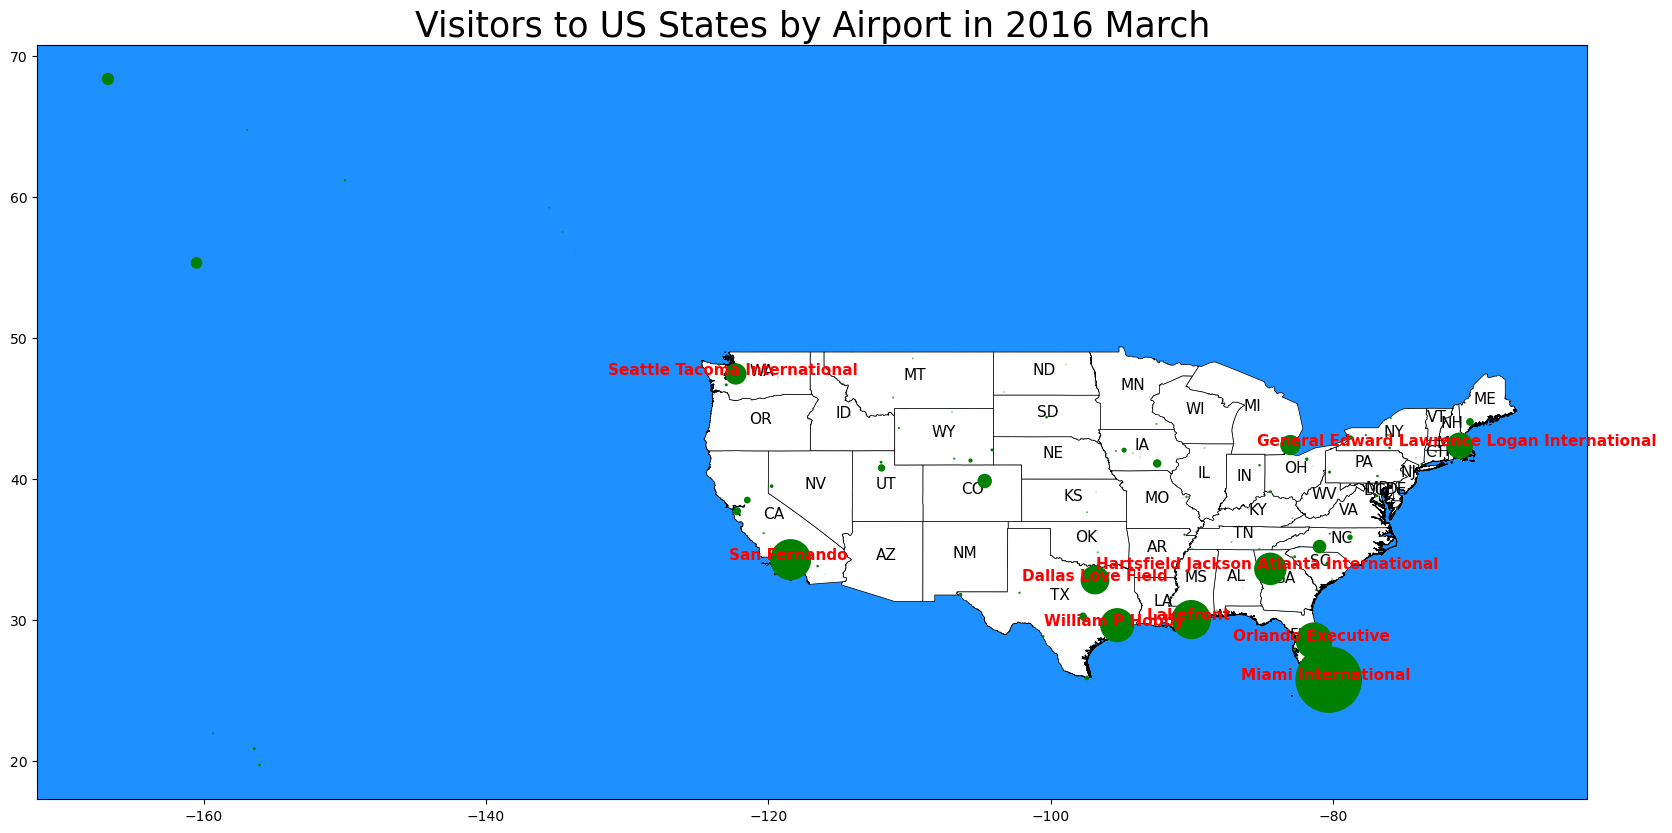 Visitors to US States by Airport in 2016 March
70
60
50
40
30
20
−160
−140
−120
−100
−80
Seattle Tacoma International
WA
MT
ND
MN
ME
OR
ID
WY
SD
WI
MI
VT
NH
NY
General Edward Lawrence Logan International
NV
UT
CO
NE
IA
IL
IN
OH
PA
CT
NJ
CA
KS
MO
KY
WV
VA
MD
DE
San Fernando
AZ
NM
OK
AR
TN
NC
SC
Hartsfield Jackson Atlanta International
Dallas Love Field
TX
LA
MS
AL
GA
William P Hobby
Lakefront
Orlando Executive
Miami International